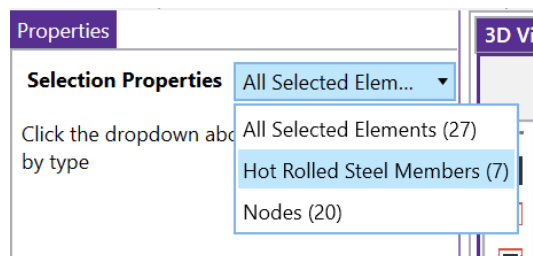 Properties
3D Vi
Selection Properties All Selected Elem...
Click the dropdown abo
by type
All Selected Elements (27)
Hot Rolled Steel Members (7)
Nodes (20)